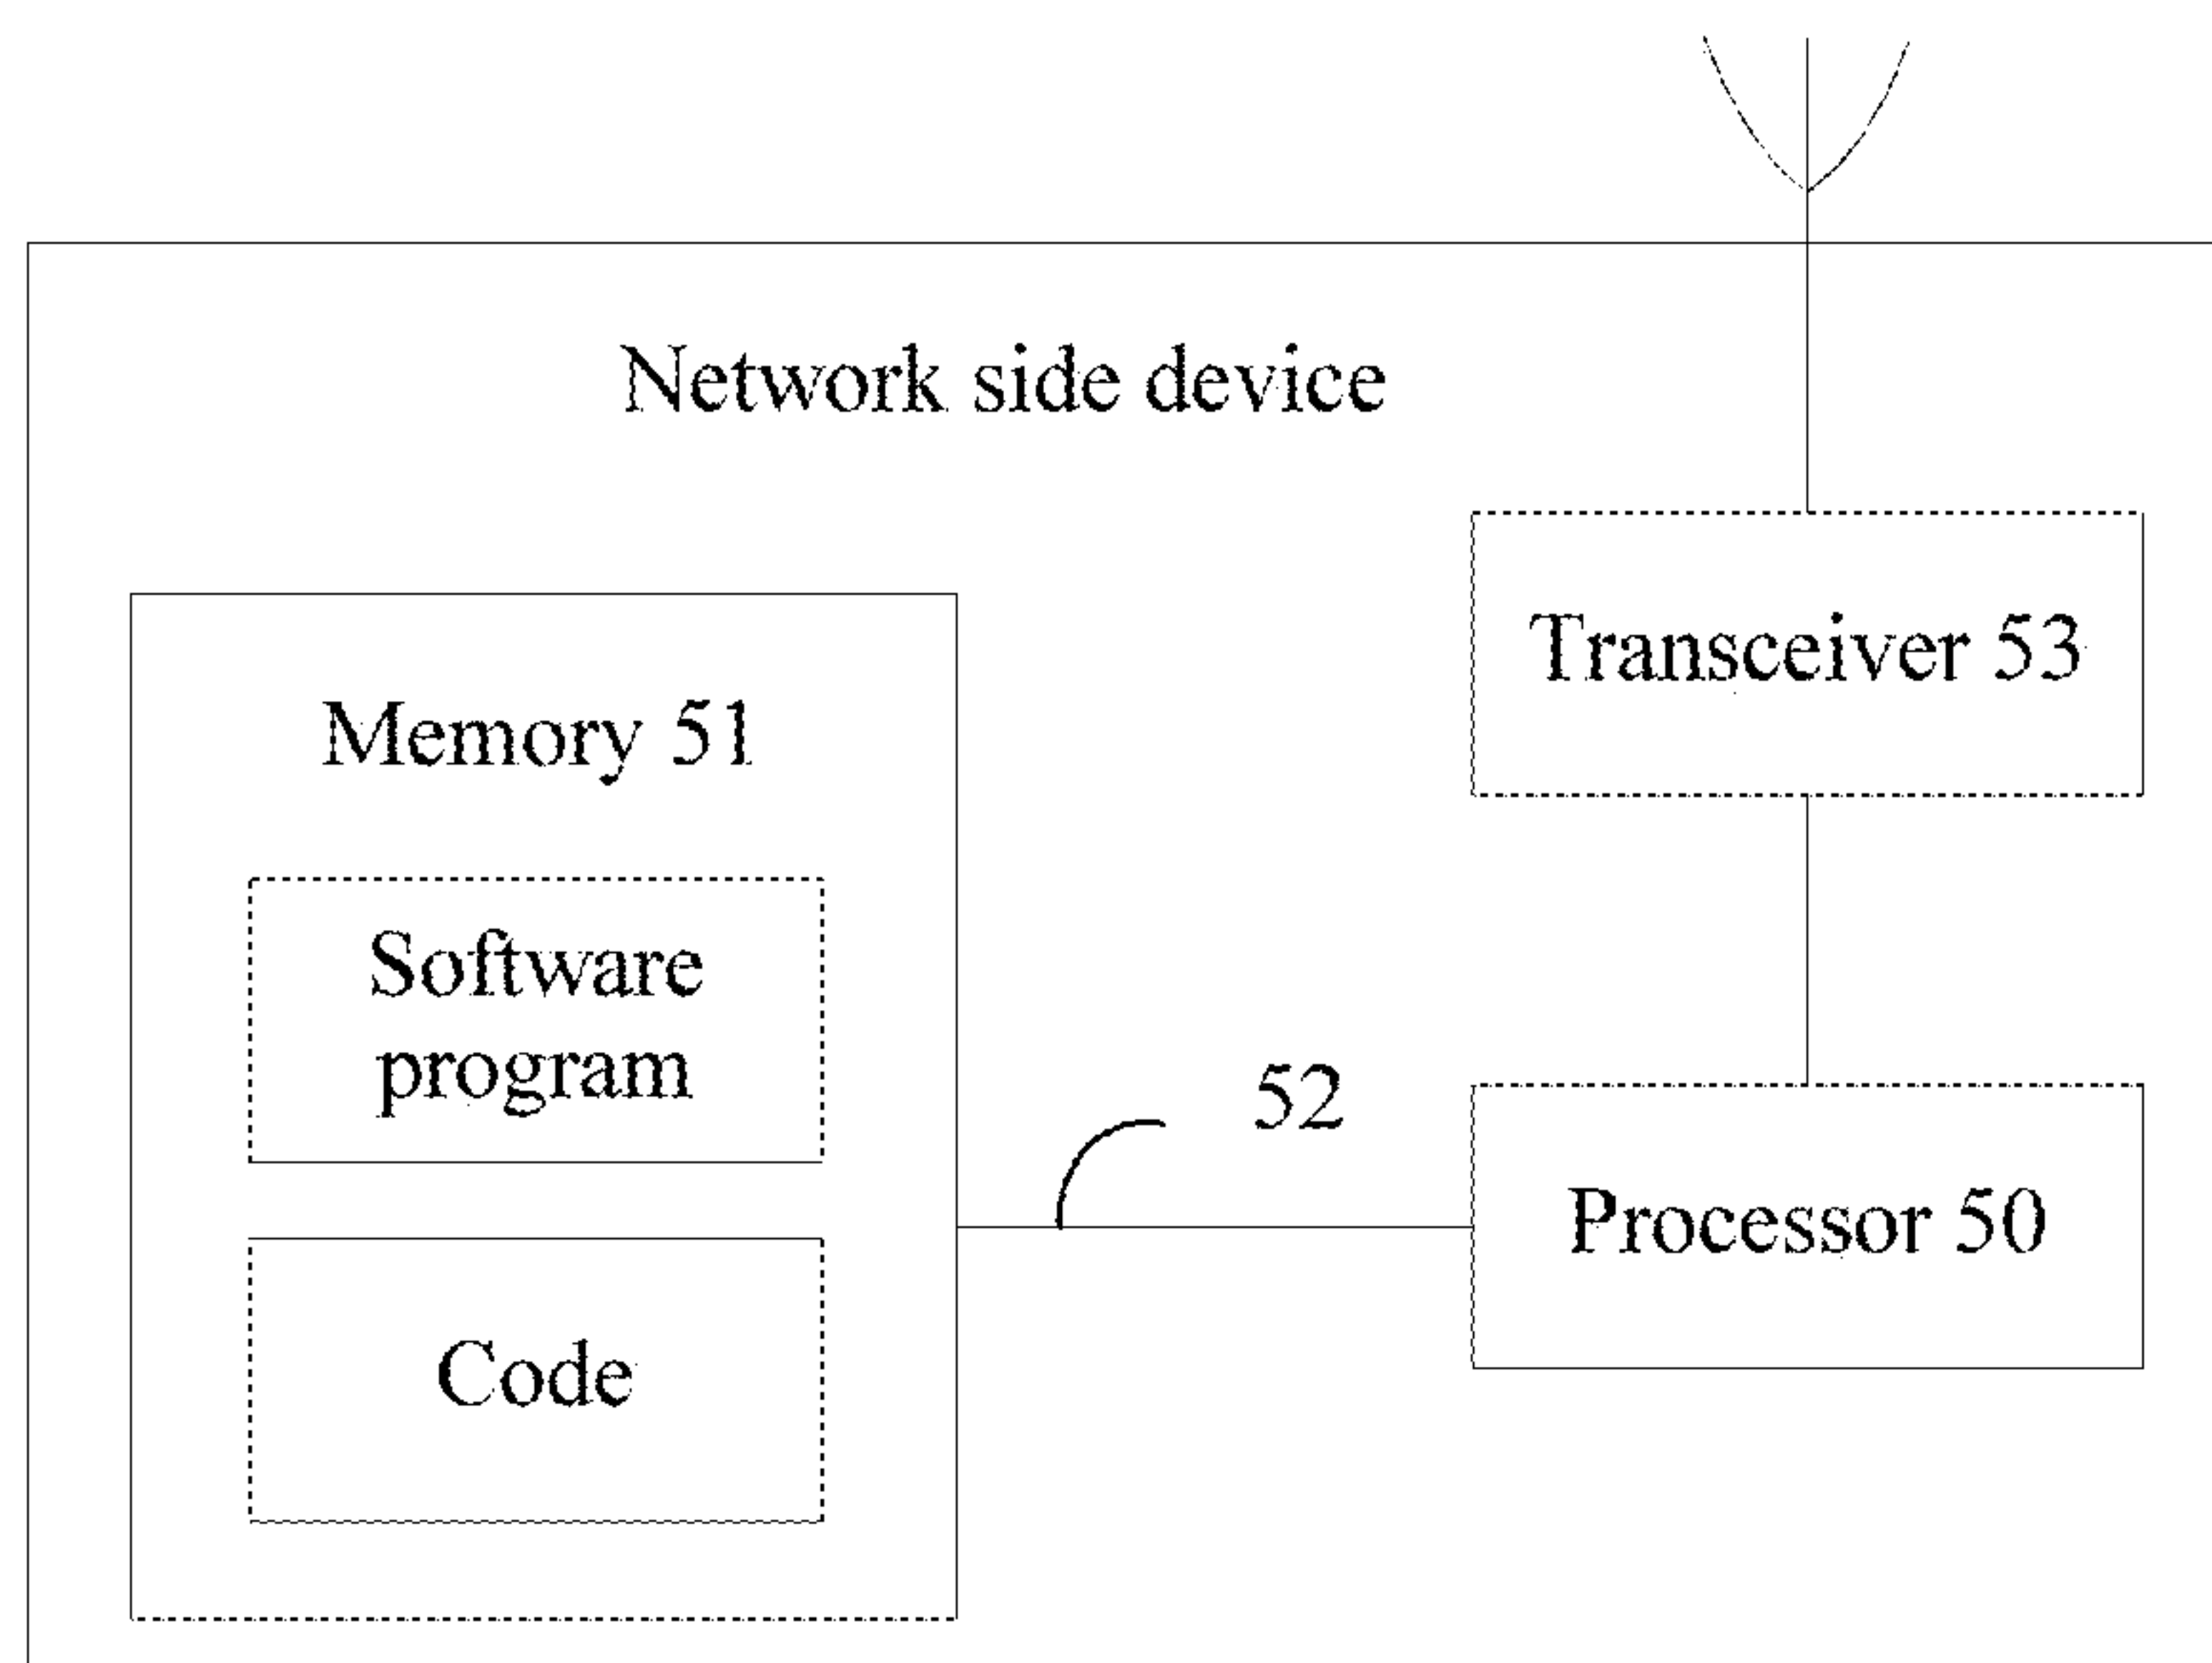 Network side device
Transceiver 53
Memory 51
Software
program
52
Processor 50
Code